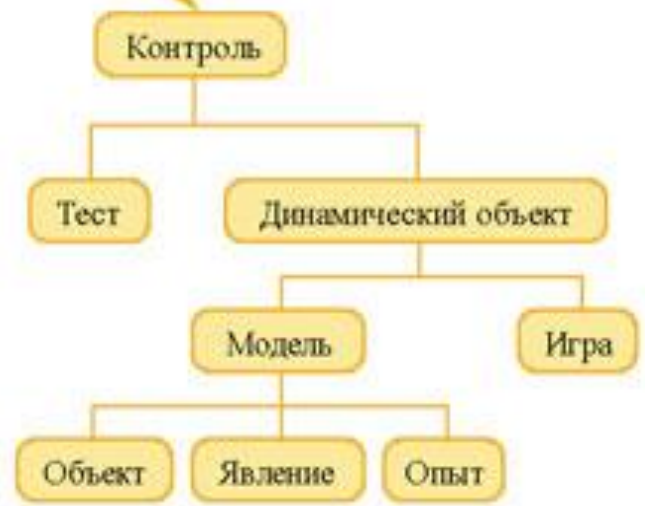 Контроль
Тест
Динамический объект
Модель
Игра
Объект
Явление
Опыт